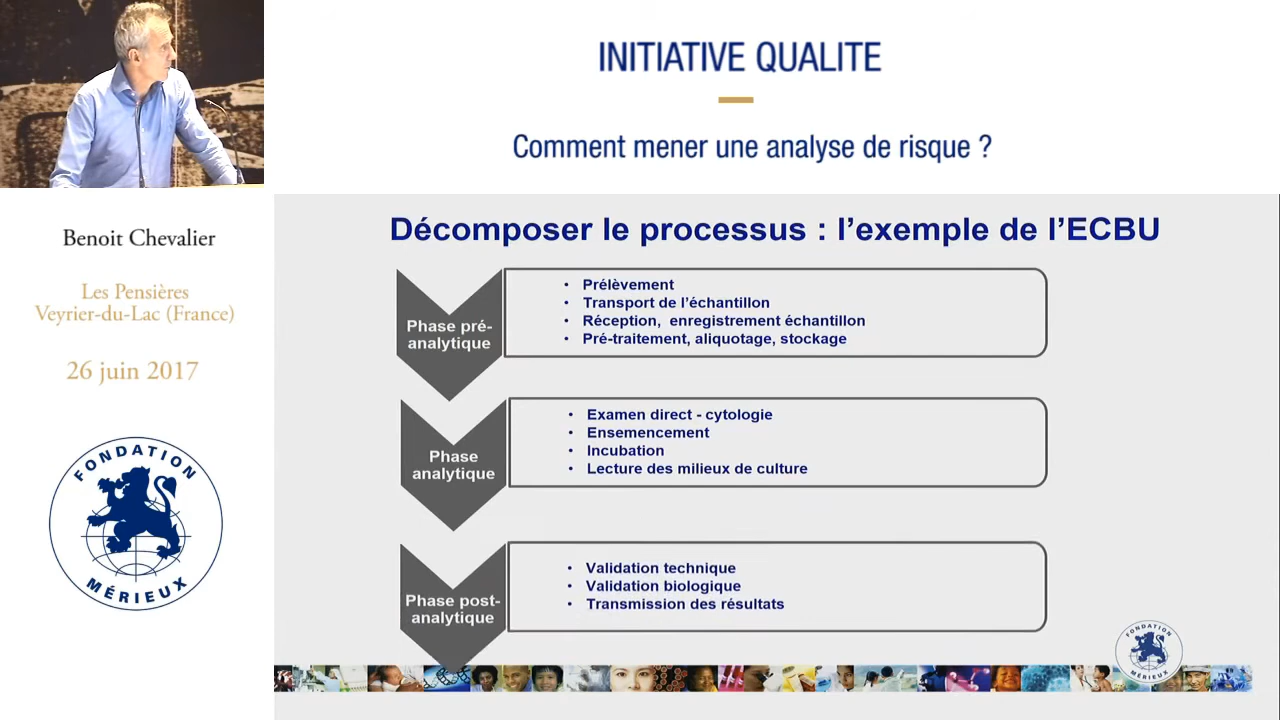 INITIATIVE QUALITE
Comment mener une analyse de risque ?
Benoit Chevalier
Les Pensières
Veyrier-du-Lac (France)
26 juin 2017
FONDATION
MÉRIEUX
Décomposer le processus : l’exemple de l’ECBU
Phase pré-
analytique
• Prélèvement
• Transport de l’échantillon
• Réception, enregistrement échantillon
• Pré-traitement, aliquotage, stockage
Phase
analytique
• Examen direct - cytologie
• Ensemencement
• Incubation
• Lecture des milieux de culture
Phase post-
analytique
• Validation technique
• Validation biologique
• Transmission des résultats
FONDATION
MÉRIEUX